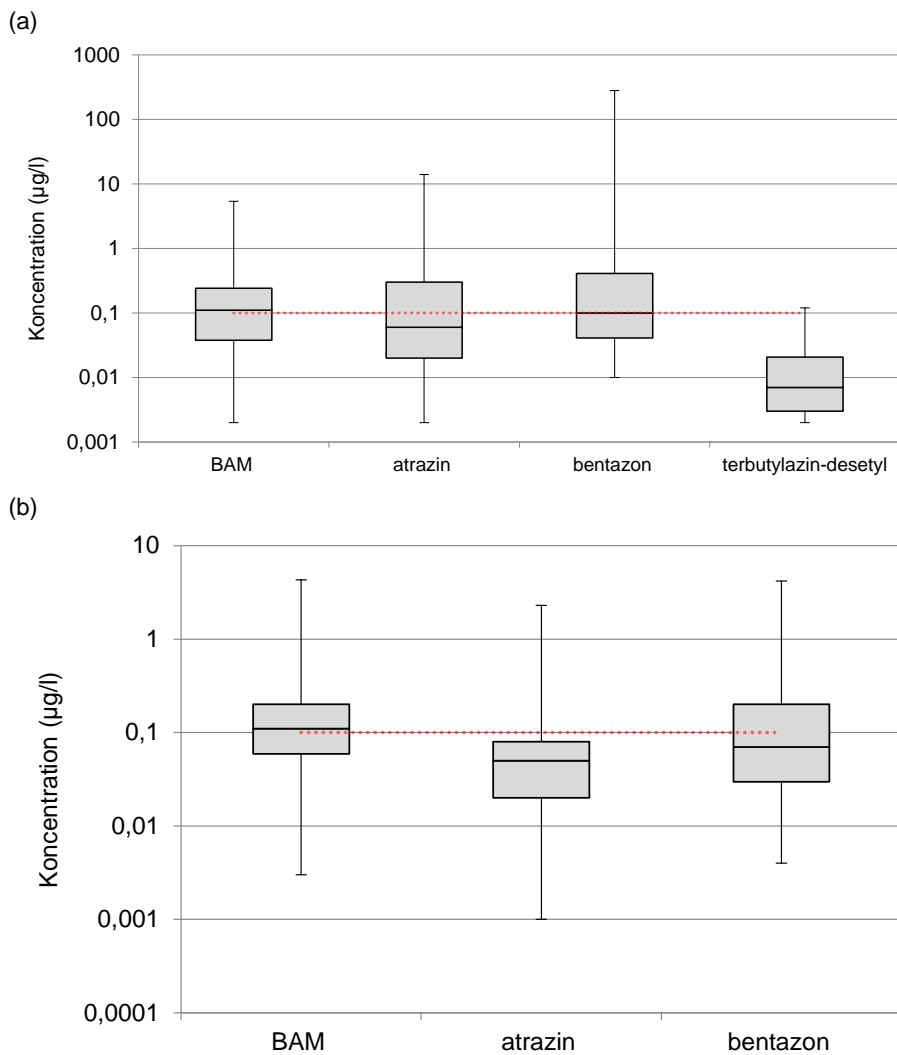 (a)
Koncentration (µg/l)
1000
100
10
1
0,1
0,01
0,001
BAM atrazin bentazon terbutylazin-desetyl
(b)
Koncentration (µg/l)
10
1
0,1
0,01
0,001
0,0001
BAM atrazin bentazon